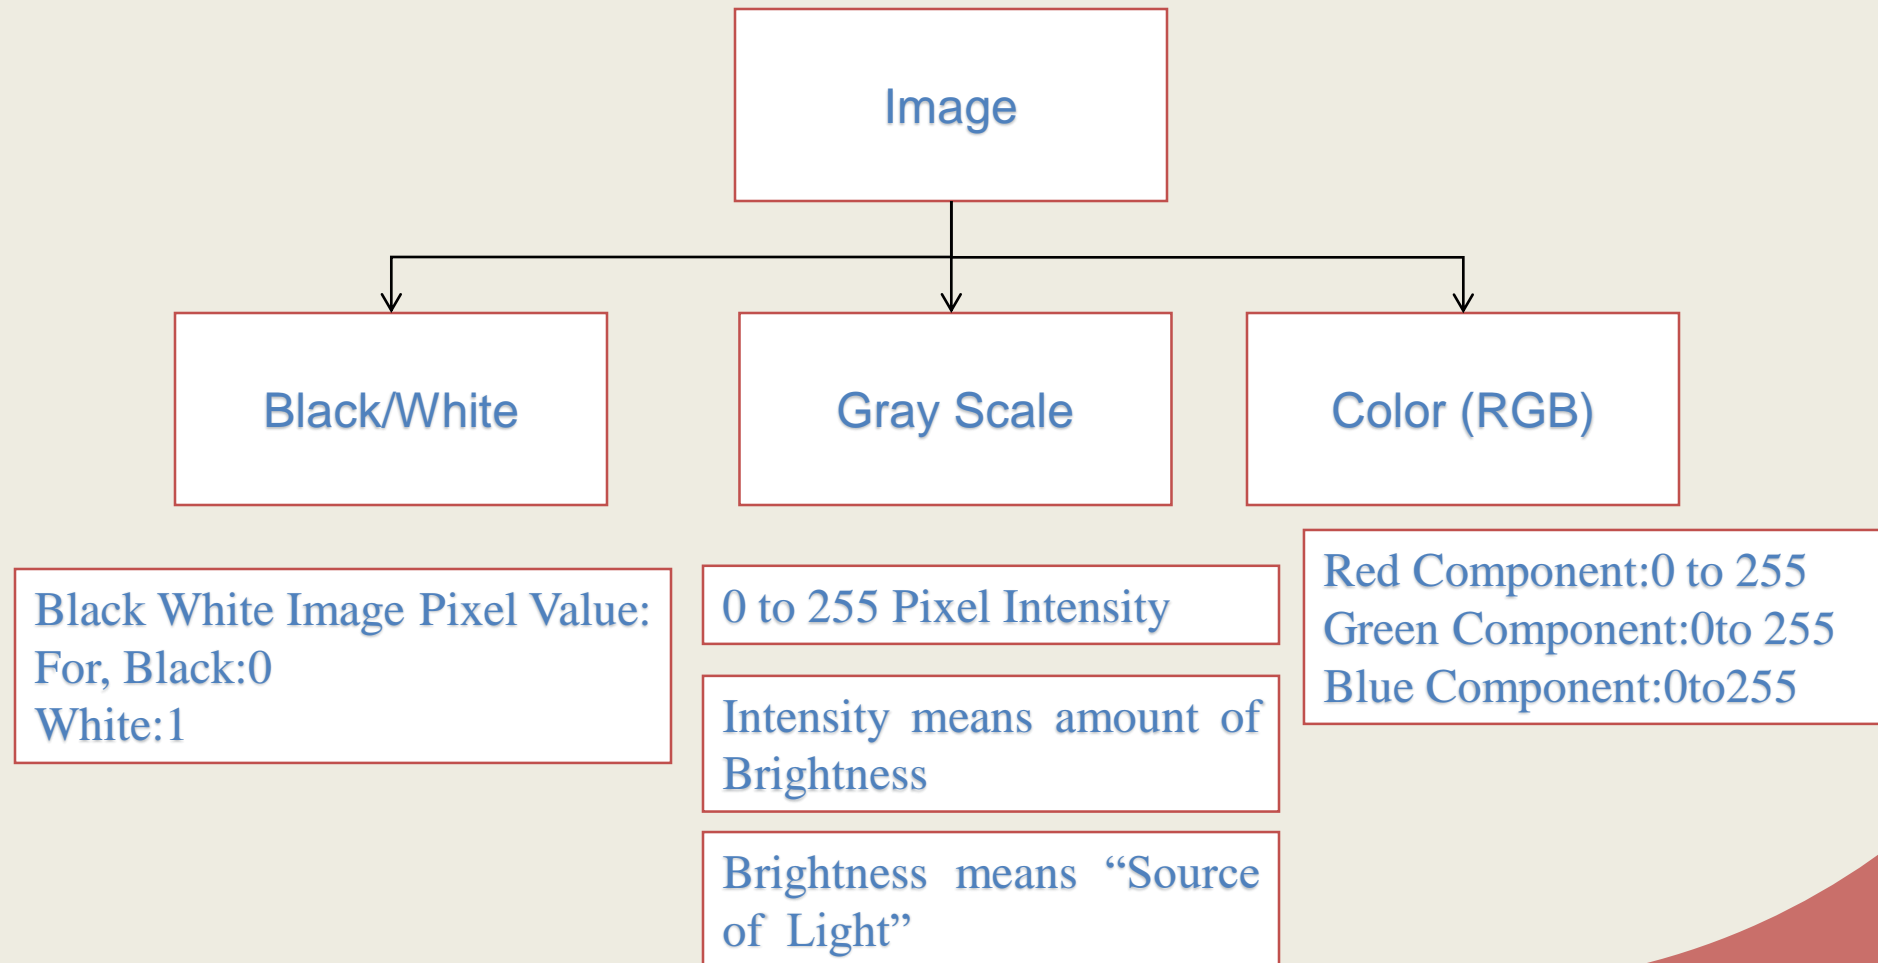 Image
Black/White
Gray Scale
Color (RGB)
Black White Image Pixel Value:
For, Black:0
White:1
0 to 255 Pixel Intensity
Intensity means amount of
Brightness
Brightness means “Source
of Light”
Red Component:0 to 255
Green Component:0to 255
Blue Component:0to255